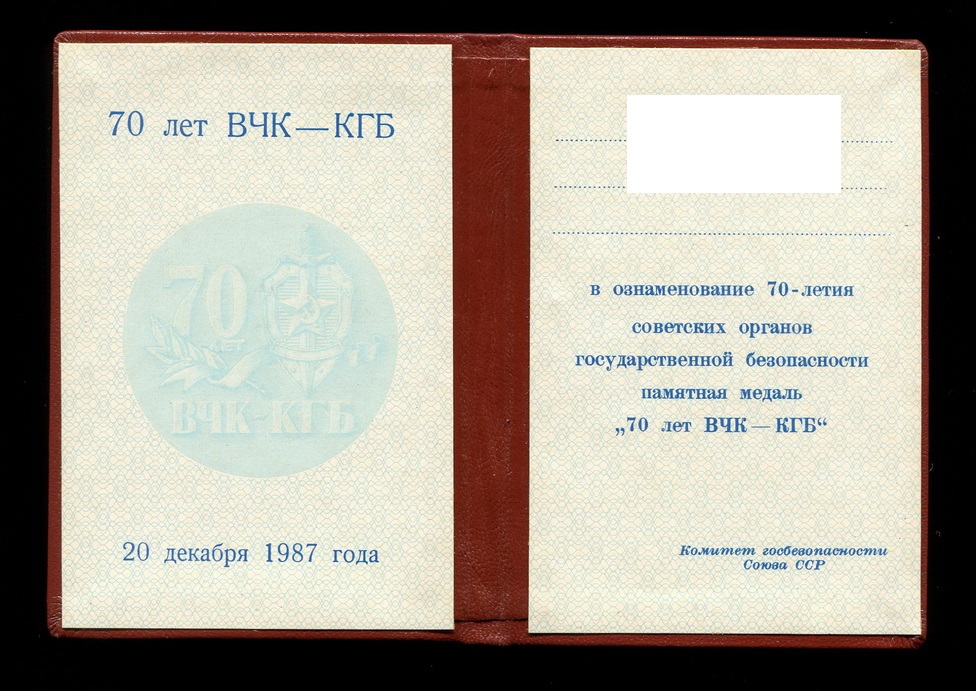 70 лет ВЧК—КГБ
70
ЛЕТ
ВЧК-КГБ
20 декабря 1987 года
в ознаменование 70-летия
советских органов
государственной безопасности
памятная медаль
„70 лет ВЧК—КГБ“
Комитет госбезопасности
Союза ССР